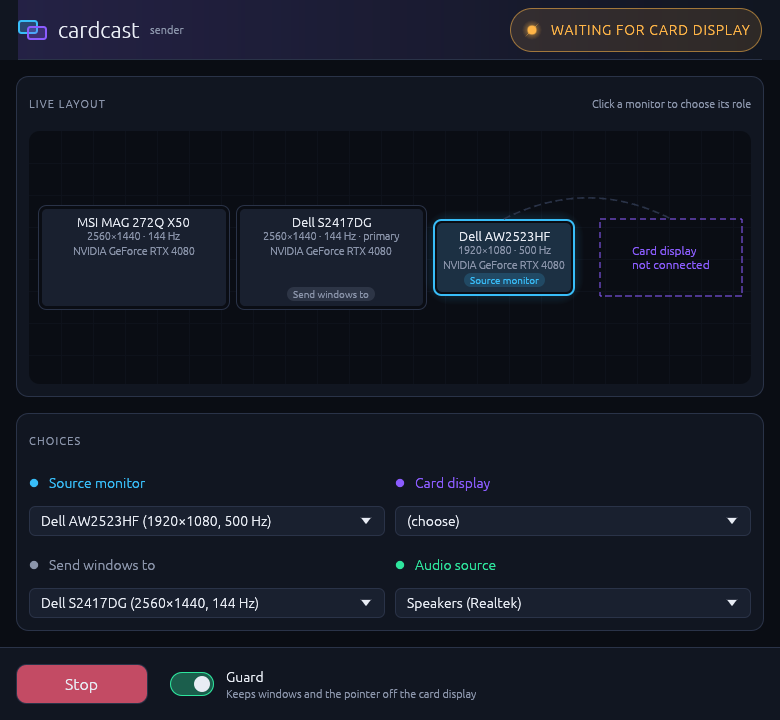 cardcast sender
WAITING FOR CARD DISPLAY
LIVE LAYOUT
Click a monitor to choose its role
MSI MAG 272Q X50
2560×1440 · 144 Hz
NVIDIA GeForce RTX 4080
Dell S2417DG
2560×1440 · 144 Hz · primary
NVIDIA GeForce RTX 4080
Send windows to
Dell AW2523HF
1920×1080 · 500 Hz
NVIDIA GeForce RTX 4080
Source monitor
Card display
not connected
CHOICES
Source monitor
Card display
Dell AW2523HF (1920×1080, 500 Hz)
(choose)
Send windows to
Audio source
Dell S2417DG (2560×1440, 144 Hz)
Speakers (Realtek)
Stop
Guard
Keeps windows and the pointer off the card display